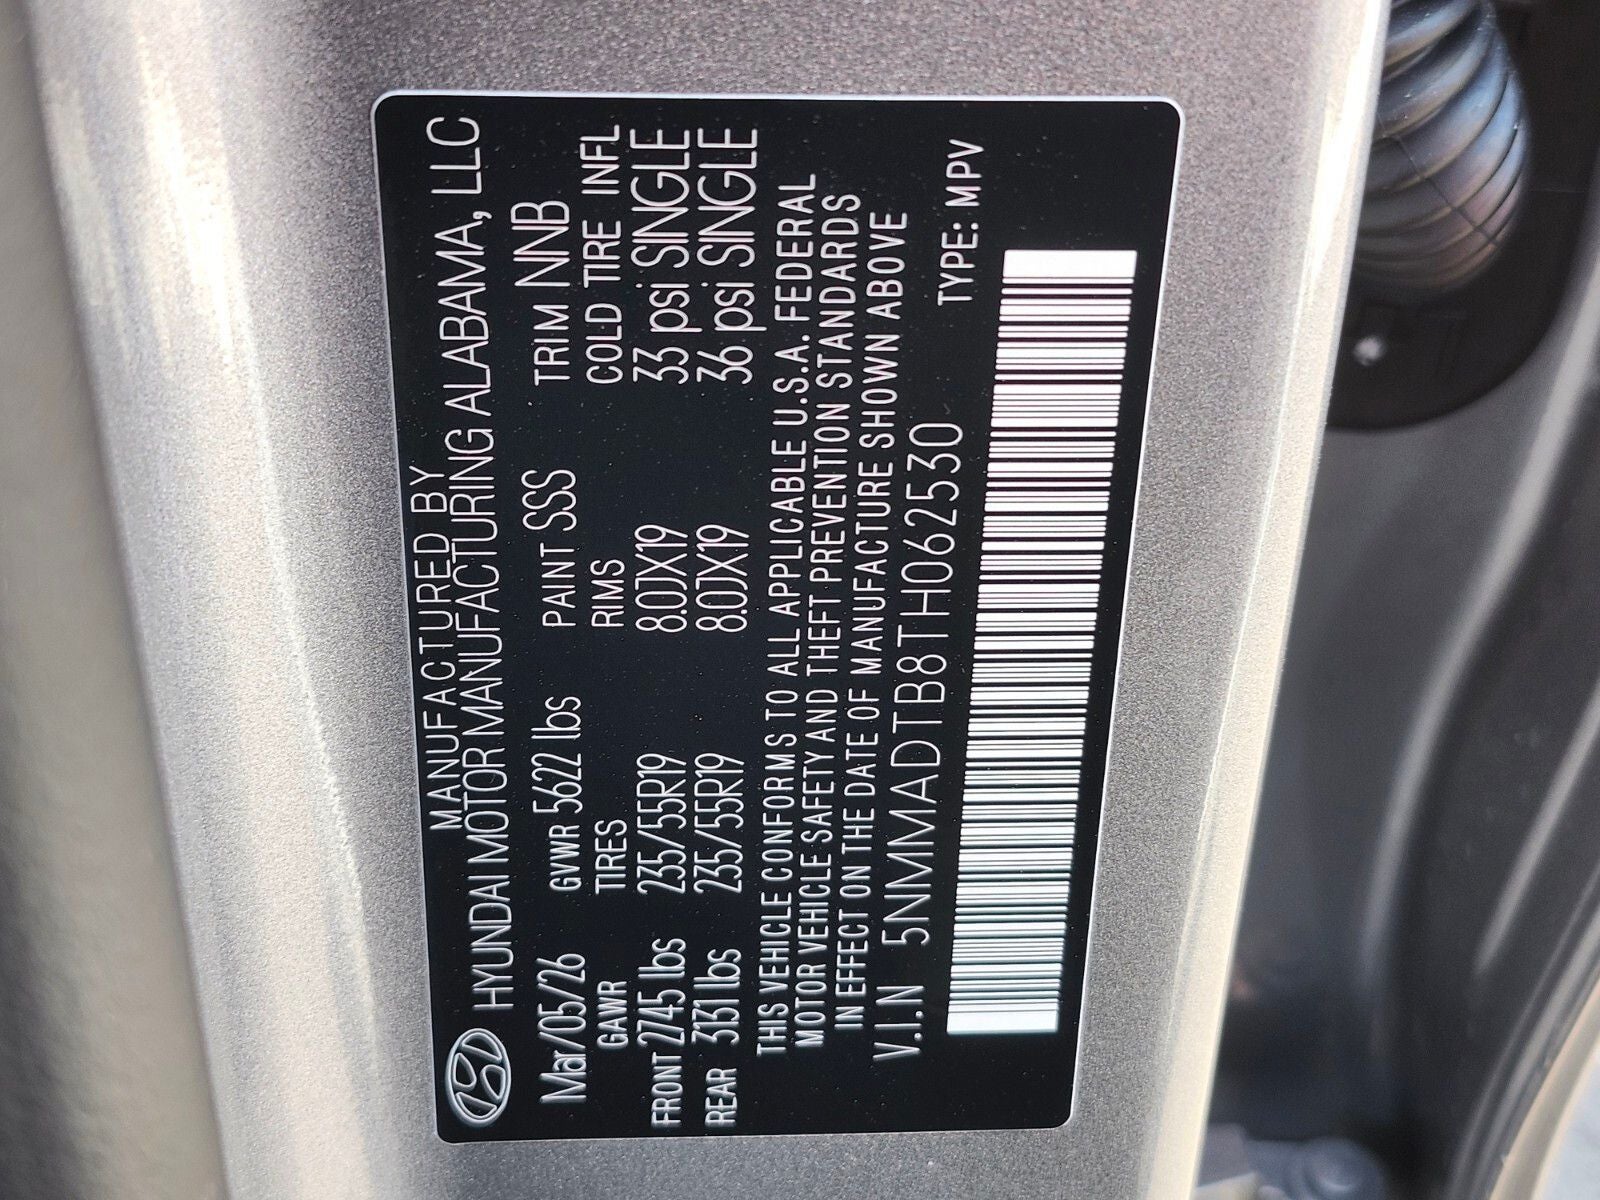 MANUFACTURED BY
HYUNDAI MOTOR MANUFACTURING ALABAMA, LLC
Mar/05/26 GVWR 5622 lbs PAINT SSS TRIM NNB
GAWR TIRES RIMS COLD TIRE INFL
FRONT 2745 lbs 235/55R19 8.0JX19 33 psi SINGLE
REAR 3131 lbs 235/55R19 8.0JX19 36 psi SINGLE
THIS VEHICLE CONFORMS TO ALL APPLICABLE U.S.A. FEDERAL
MOTOR VEHICLE SAFETY AND THEFT PREVENTION STANDARDS
IN EFFECT ON THE DATE OF MANUFACTURE SHOWN ABOVE
V.I.N 5NMMADTB8TH062530 TYPE: MPV